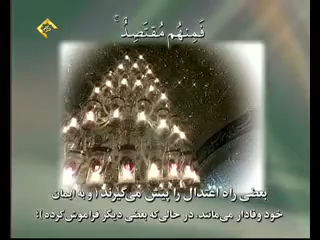 فَمِنْهُم مُّقْتَصِدٌ ۚ
بعضی راه اعتدال را پیش می‌گیرند (و به ایمان
خود وفادار می‌مانند، در حالی‌که بعضی دیگر فراموش کرده)؛